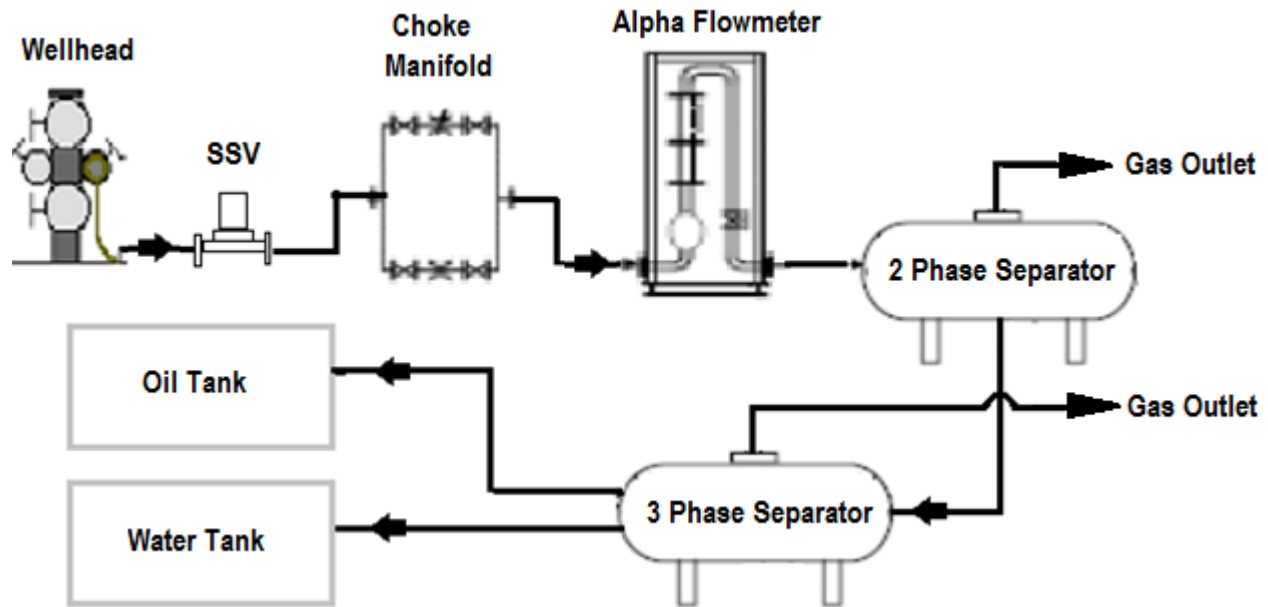 Wellhead
SSV
Choke
Manifold
Alpha Flowmeter
Gas Outlet
2 Phase Separator
Oil Tank
Gas Outlet
3 Phase Separator
Water Tank